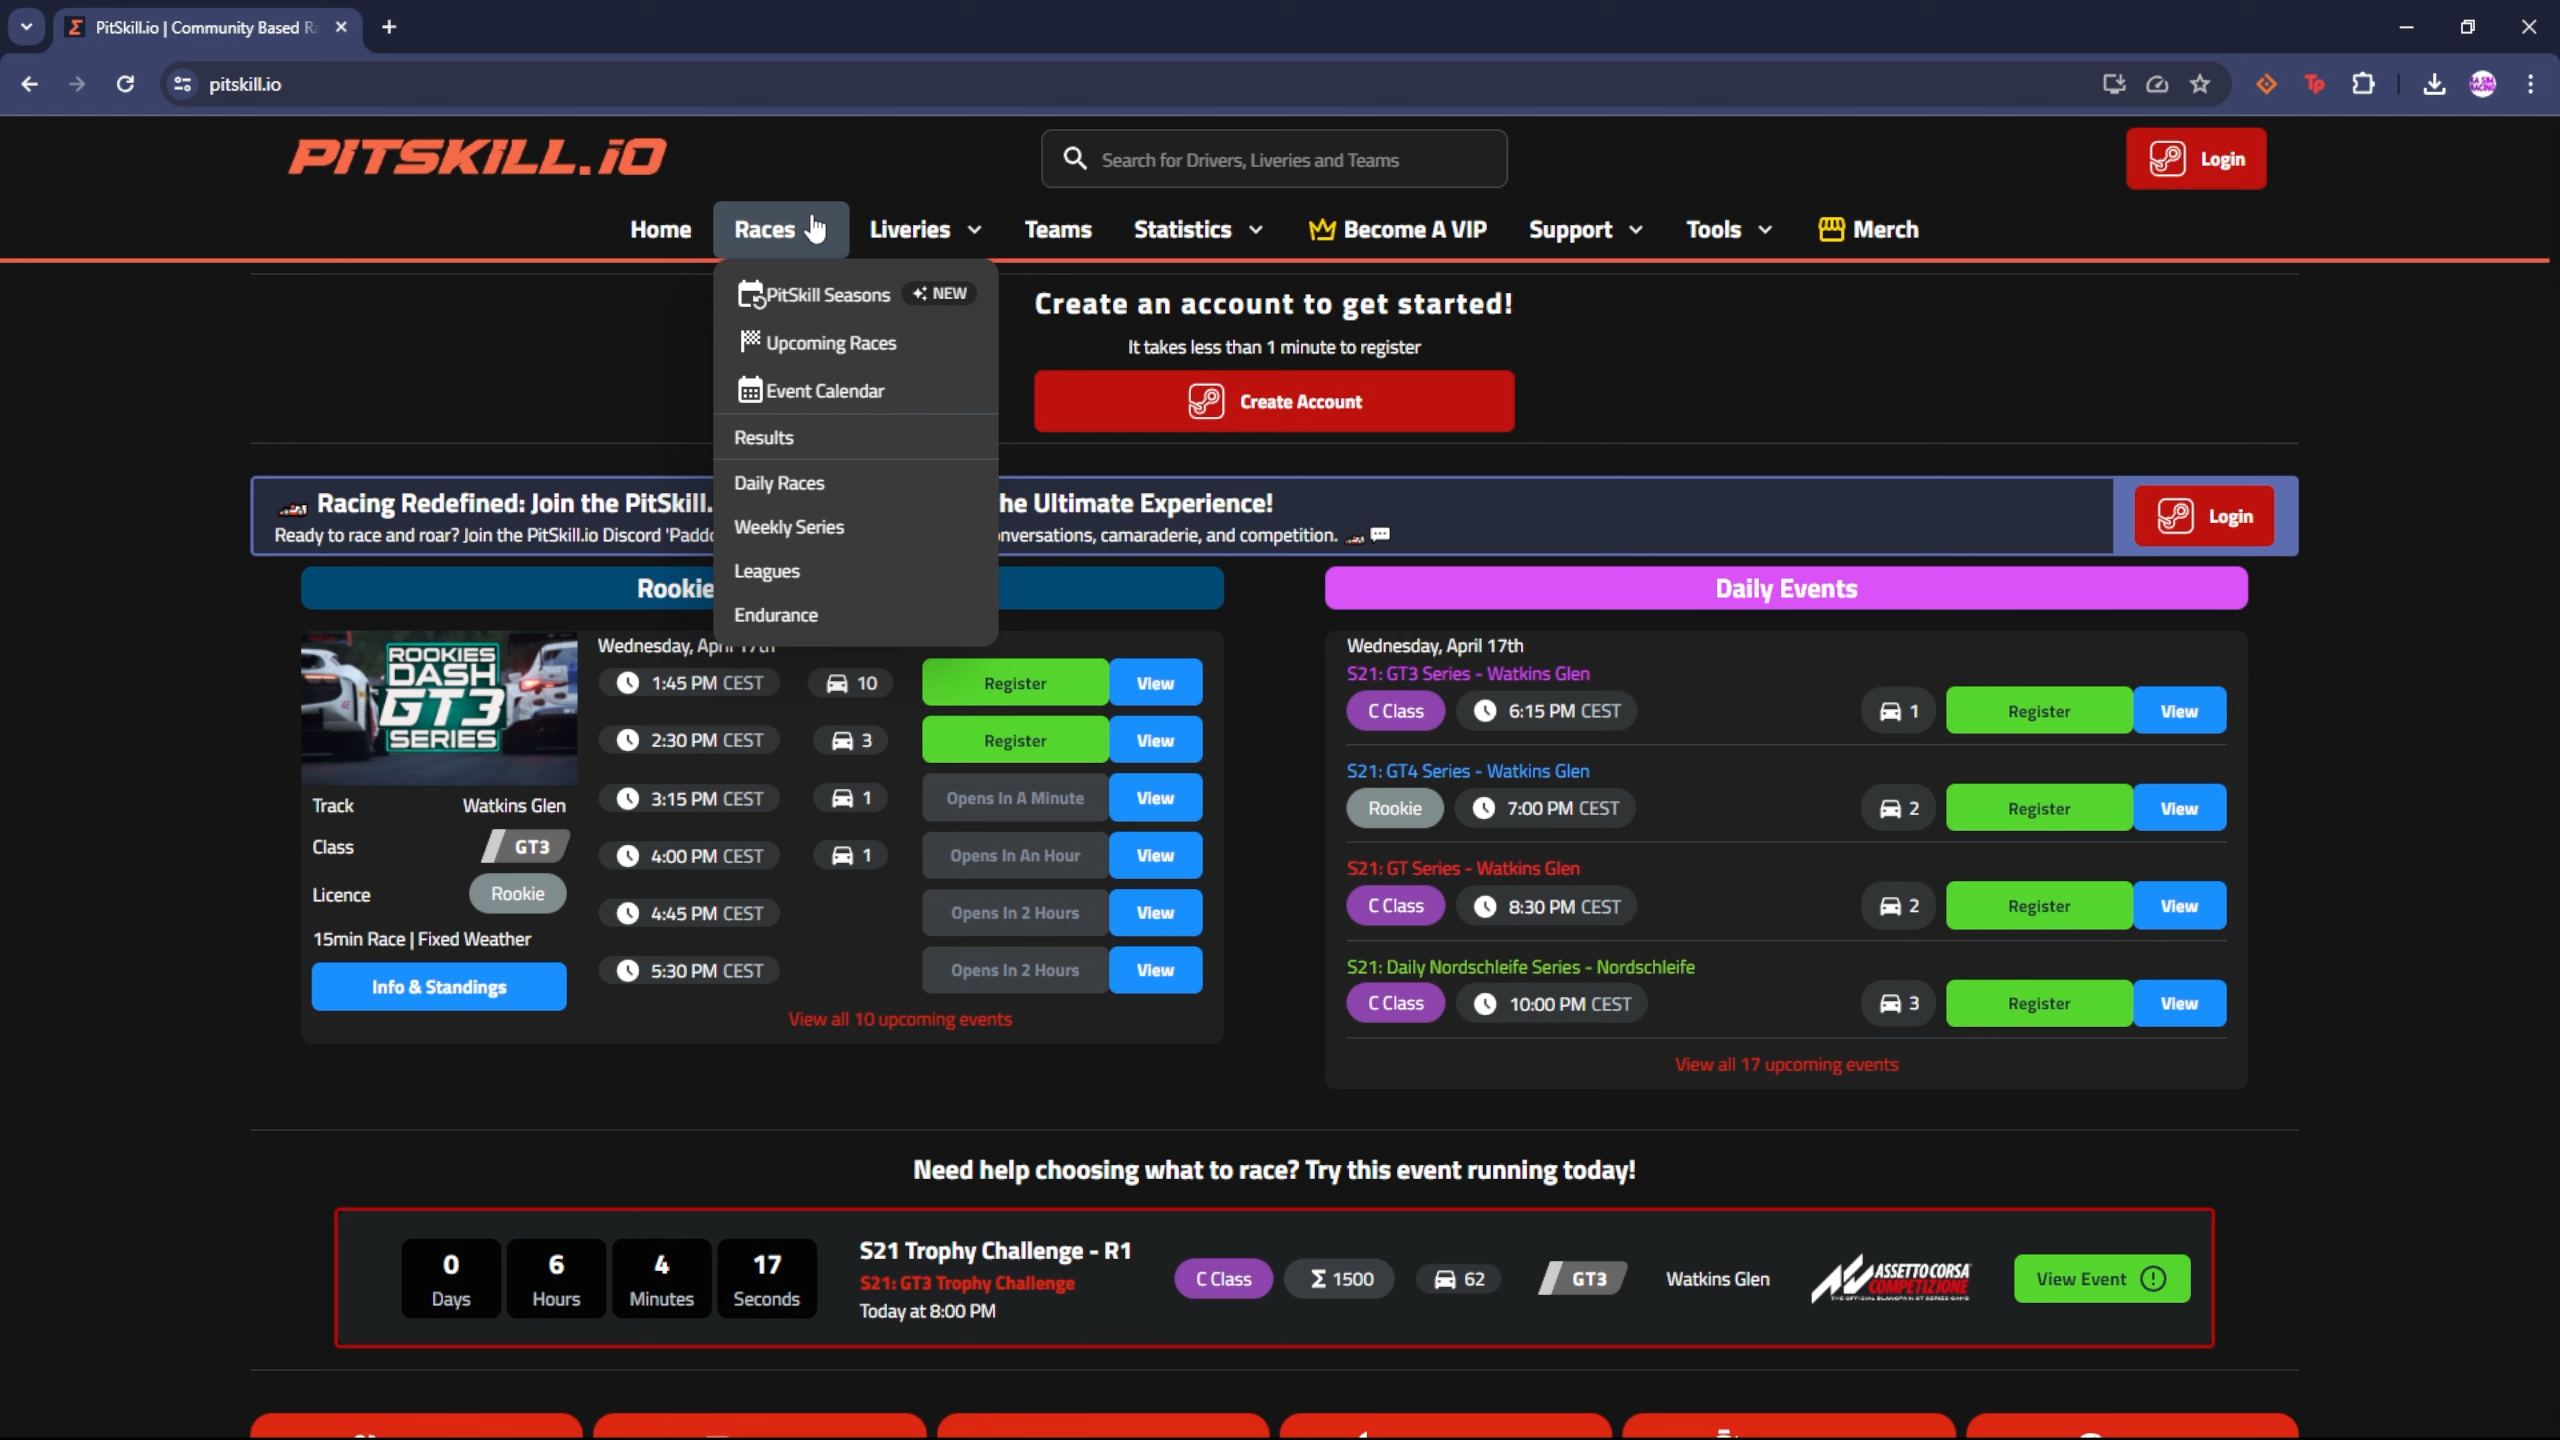 PitSkill.io | Community Based Ra
pitskill.io
Tp
PITSKILL.iO
Search for Drivers, Liveries and Teams
Login
Home
Races
Liveries
Teams
Statistics
Become A VIP
Support
Tools
Merch
PitSkill Seasons
NEW
Upcoming Races
Event Calendar
Results
Daily Races
Weekly Series
Leagues
Endurance
Create an account to get started!
It takes less than 1 minute to register
Create Account
Racing Redefined: Join the PitSkill. he Ultimate Experience!
Ready to race and roar? Join the PitSkill.io Discord 'Paddo nversations, camaraderie, and competition.
Login
Rookie
ROOKIES
DASH
GT3
SERIES
Track Watkins Glen
Class GT3
Licence Rookie
15min Race | Fixed Weather
Info & Standings
Wednesday, April 17th
1:45 PM CEST 10 Register View
2:30 PM CEST 3 Register View
3:15 PM CEST 1 Opens In A Minute View
4:00 PM CEST 1 Opens In An Hour View
4:45 PM CEST Opens In 2 Hours View
5:30 PM CEST Opens In 2 Hours View
View all 10 upcoming events
Daily Events
Wednesday, April 17th
S21: GT3 Series - Watkins Glen
C Class 6:15 PM CEST 1 Register View
S21: GT4 Series - Watkins Glen
Rookie 7:00 PM CEST 2 Register View
S21: GT Series - Watkins Glen
C Class 8:30 PM CEST 2 Register View
S21: Daily Nordschleife Series - Nordschleife
C Class 10:00 PM CEST 3 Register View
View all 17 upcoming events
Need help choosing what to race? Try this event running today!
0 Days
6 Hours
4 Minutes
17 Seconds
S21 Trophy Challenge - R1
S21: GT3 Trophy Challenge
Today at 8:00 PM
C Class
Σ 1500
62
GT3
Watkins Glen
ASSETTO CORSA
COMPETIZIONE
View Event